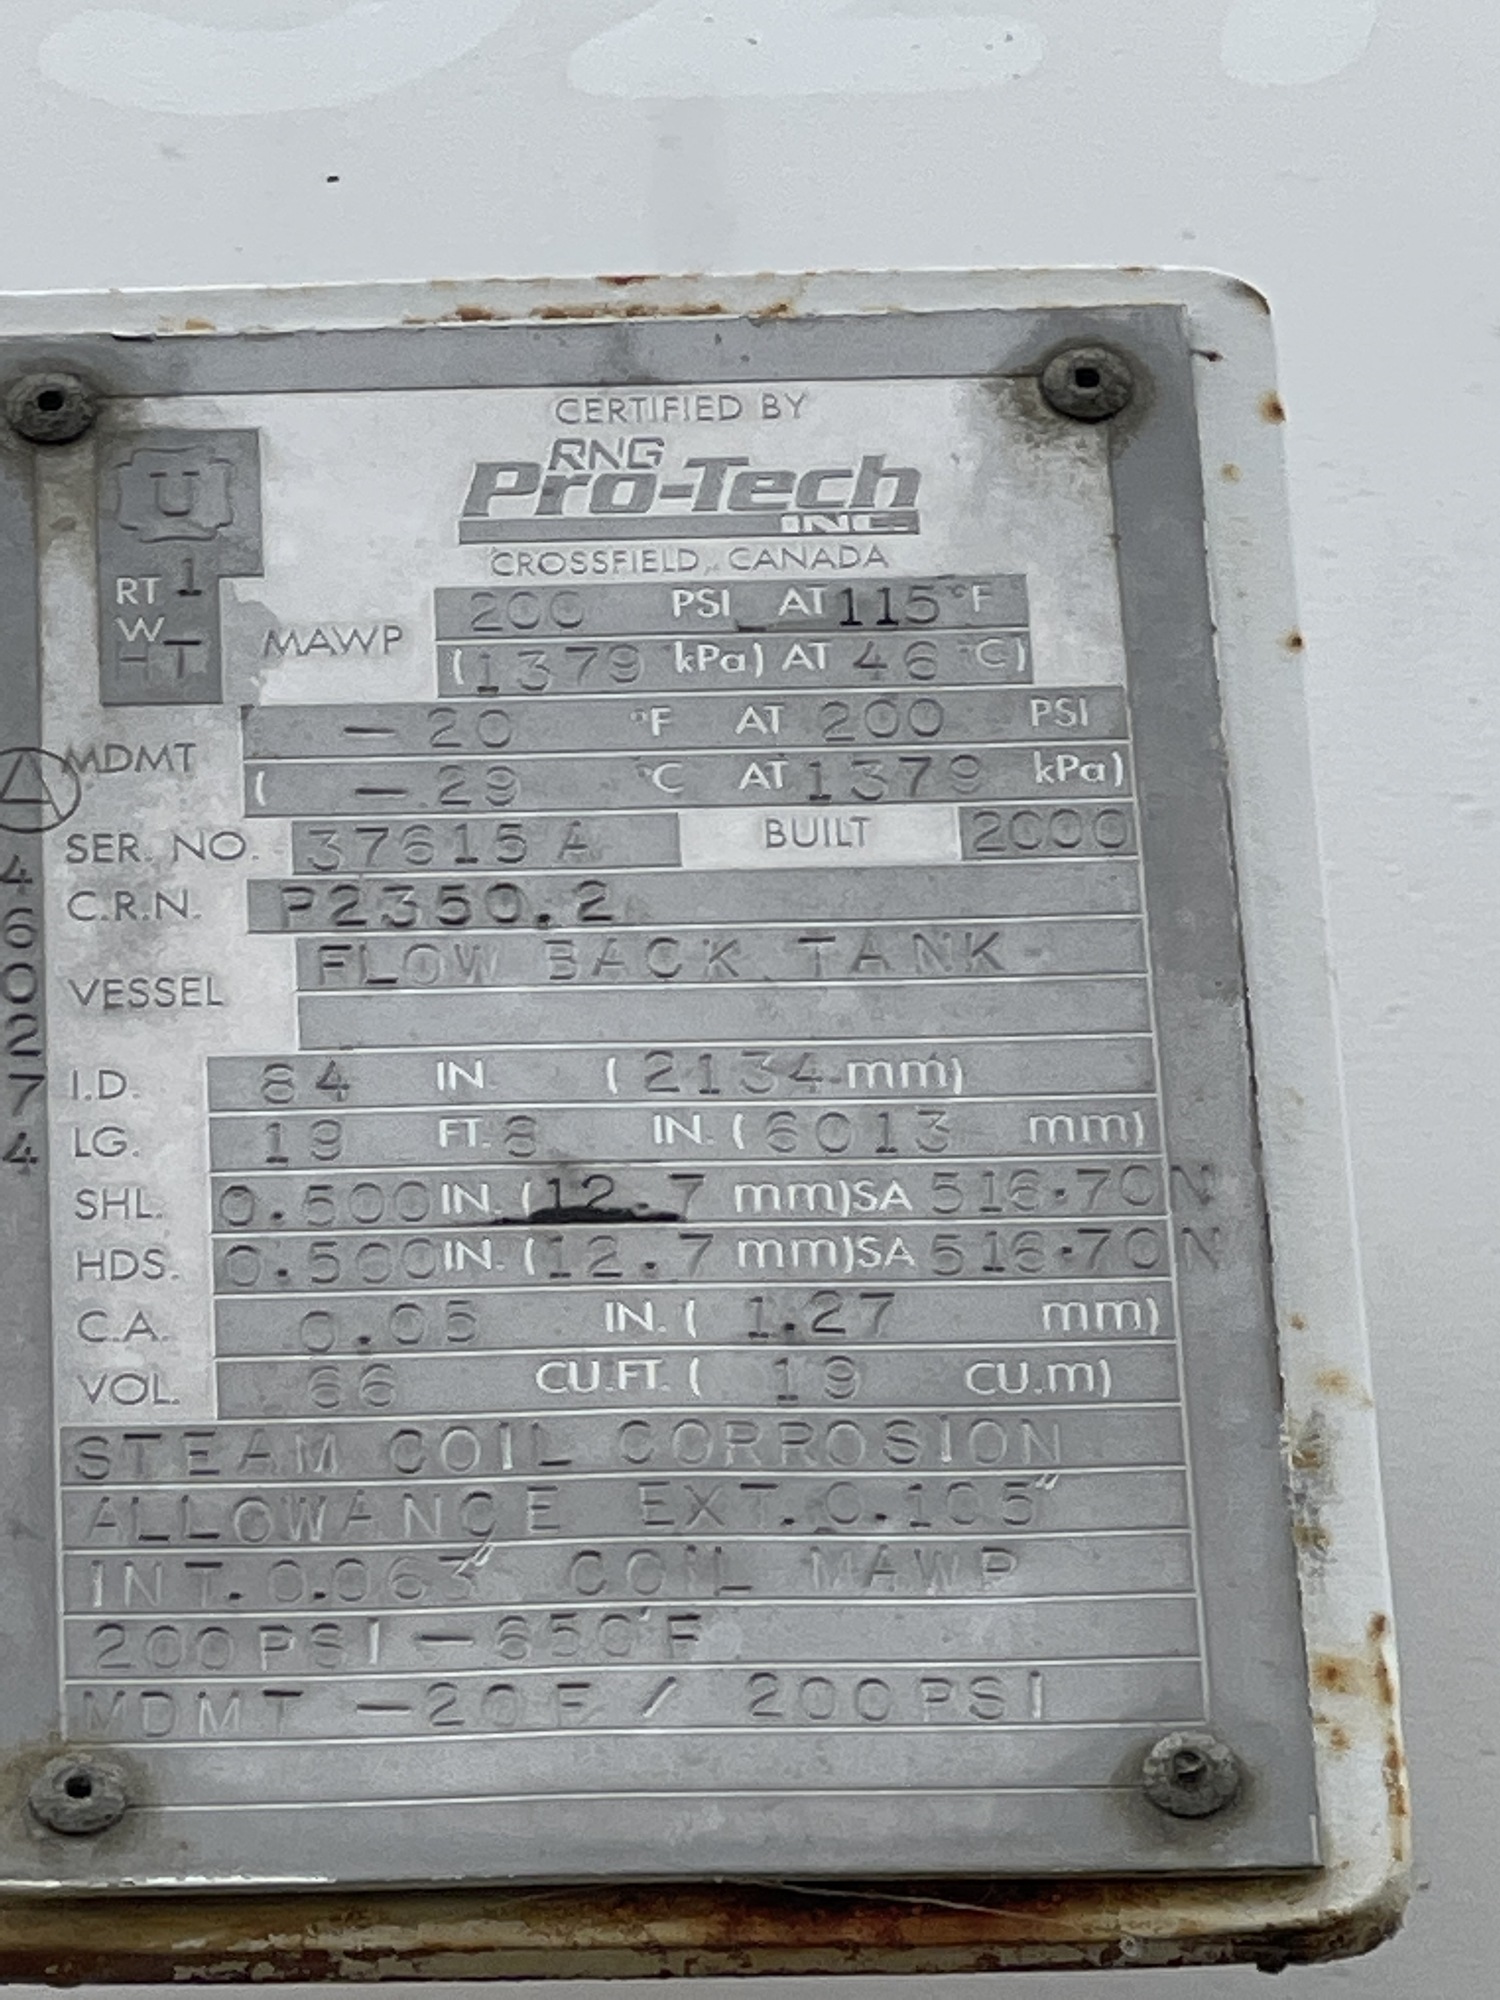 CERTIFIED BY
RNG
Pro-Tech
INC.
CROSSFIELD, CANADA
U
RT 1
W
HT
MAWP 200 PSI AT 115 °F
(1379 kPa) AT 46 °C)
MDMT -20 °F AT 200 PSI
( -29 °C AT 1379 kPa)
SER. NO. 37615 A BUILT 2000
C.R.N. P2350.2
VESSEL FLOW BACK TANK
I.D. 84 IN. (2134 mm)
LG. 19 FT. 8 IN. (6013 mm)
SHL. 0.500 IN. (12.7 mm) SA 516-70N
HDS. 0.500 IN. (12.7 mm) SA 516-70N
C.A. 0.05 IN. ( 1.27 mm)
VOL. 66 CU.FT. ( 19 CU.m)
STEAM COIL CORROSION
ALLOWANCE EXT. 0.105"
INT. 0.063" COIL MAWP
200 PSI - 650°F
MDMT -20F / 200 PSI
A
460274